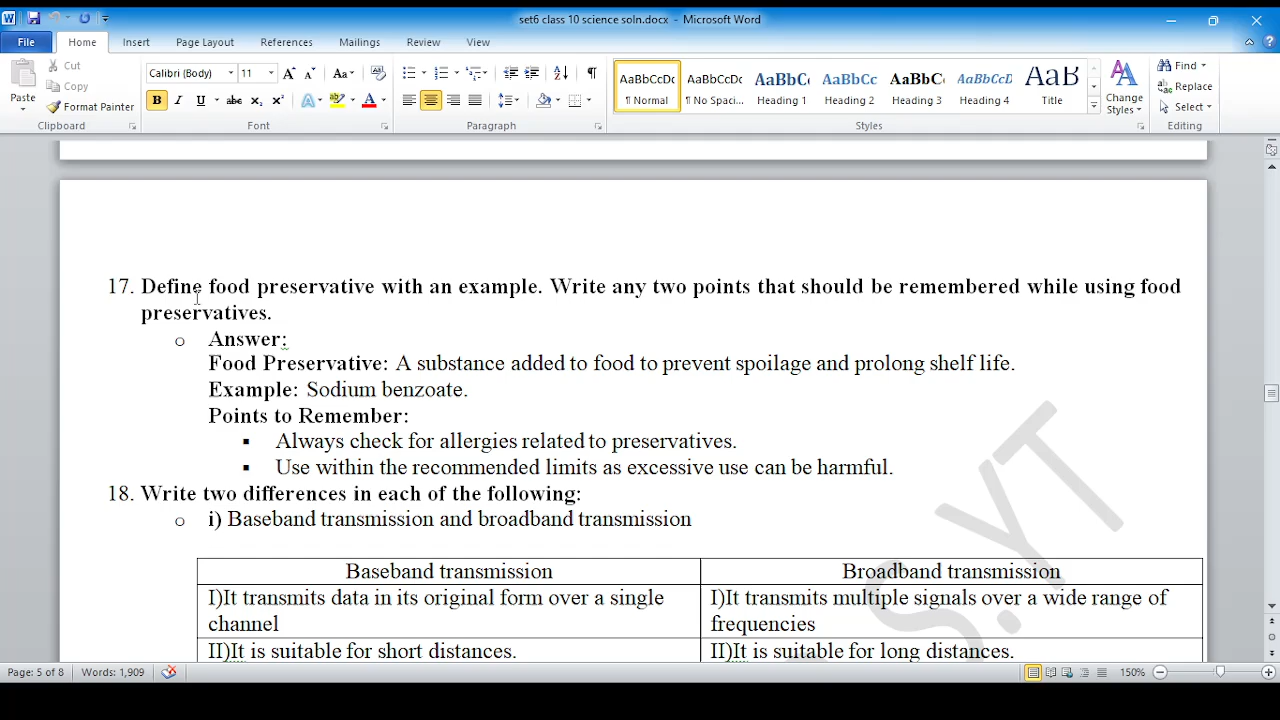 set6 class 10 science soln.docx - Microsoft Word
File Home Insert Page Layout References Mailings Review View
Paste
Cut
Copy
Format Painter
Clipboard
Calibri (Body) 11
Font
Paragraph
AaBbCcDc AaBbCcDc AaBbC AaBbCc AaBbC AaBbCcD AaB
¶ Normal ¶ No Spaci... Heading 1 Heading 2 Heading 3 Heading 4 Title
Change Styles
Styles
Find
Replace
Select
Editing
17. Define food preservative with an example. Write any two points that should be remembered while using food
preservatives.
o Answer:
Food Preservative: A substance added to food to prevent spoilage and prolong shelf life.
Example: Sodium benzoate.
Points to Remember:
▪ Always check for allergies related to preservatives.
▪ Use within the recommended limits as excessive use can be harmful.
18. Write two differences in each of the following:
o i) Baseband transmission and broadband transmission
Baseband transmission Broadband transmission
I)It transmits data in its original form over a single
channel
I)It transmits multiple signals over a wide range of
frequencies
II)It is suitable for short distances.
II)It is suitable for long distances.
S.YT
Page: 5 of 8 Words: 1,909 150%